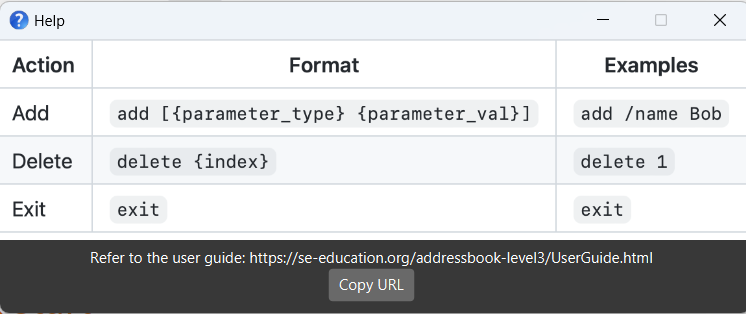 Help
Action Format Examples
Add add [{parameter_type} {parameter_val}] add /name Bob
Delete delete {index} delete 1
Exit exit exit
Refer to the user guide: https://se-education.org/addressbook-level3/UserGuide.html
Copy URL